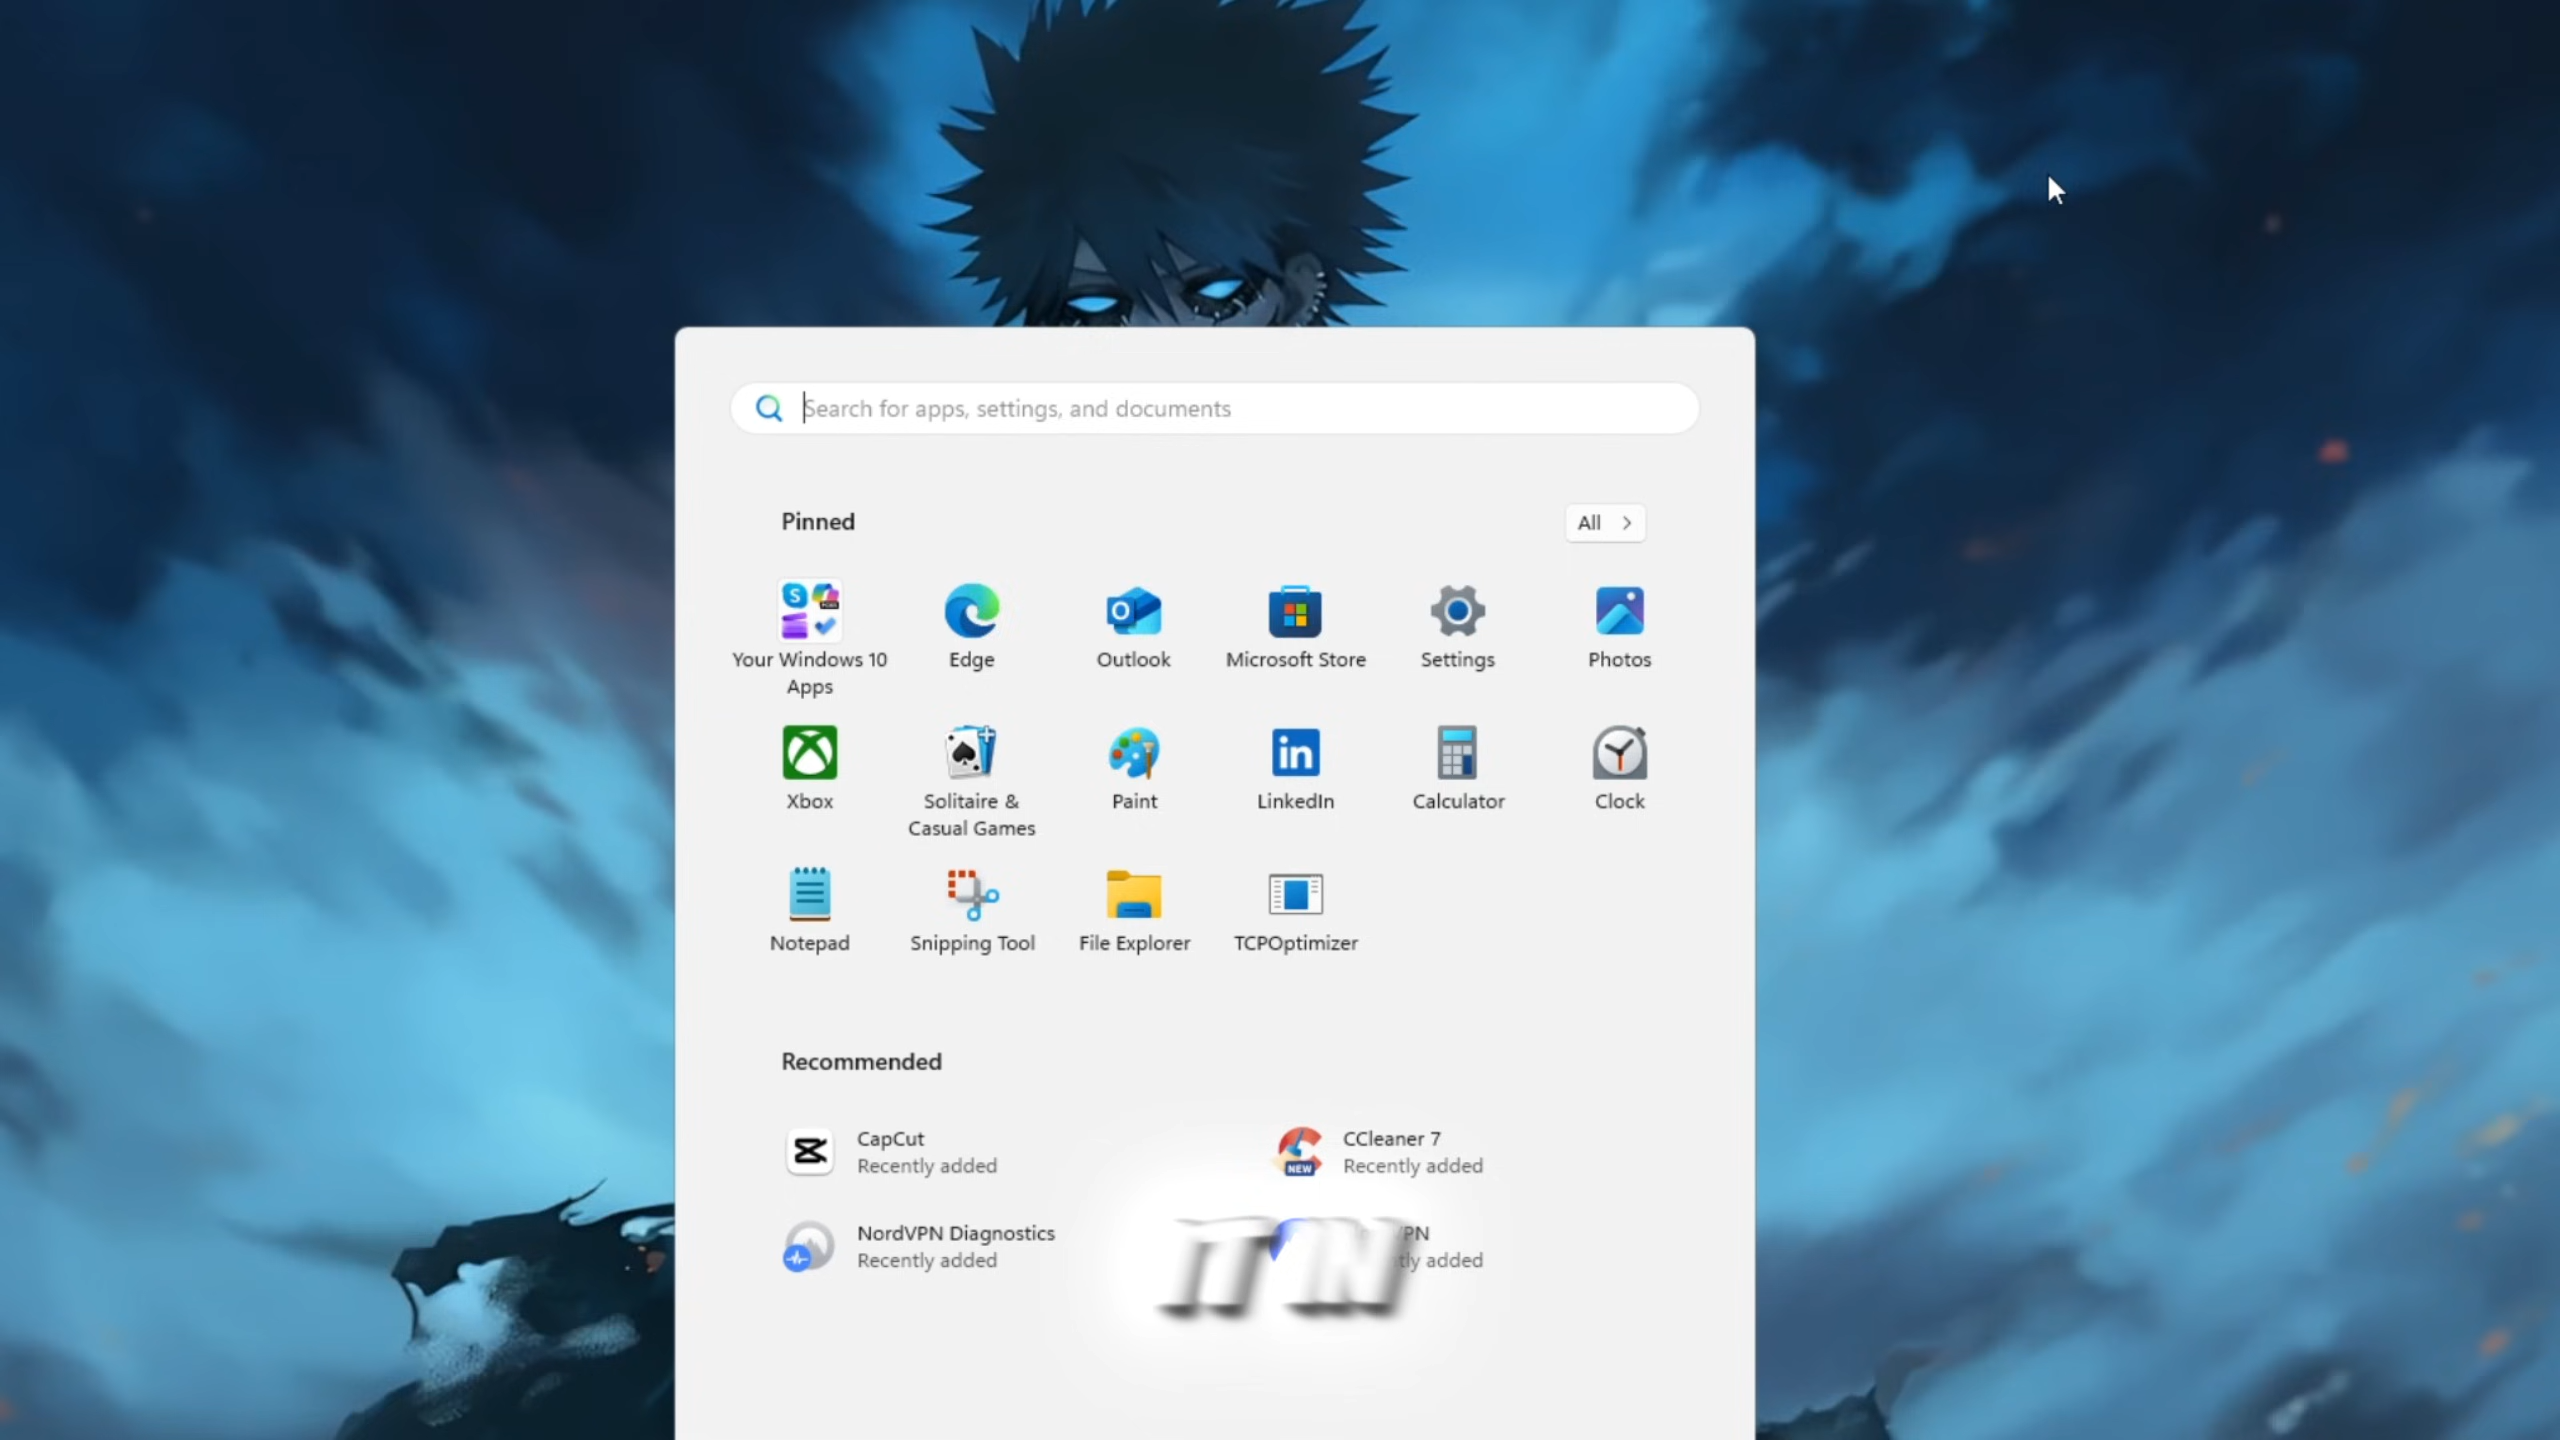 Search for apps, settings, and documents
Pinned
All
Your Windows 10
Apps
Edge
Outlook
Microsoft Store
Settings
Photos
Xbox
Solitaire &
Casual Games
Paint
LinkedIn
Calculator
Clock
Notepad
Snipping Tool
File Explorer
TCPOptimizer
Recommended
CapCut
Recently added
CCleaner 7
Recently added
NEW
NordVPN Diagnostics
Recently added
added
IT IN